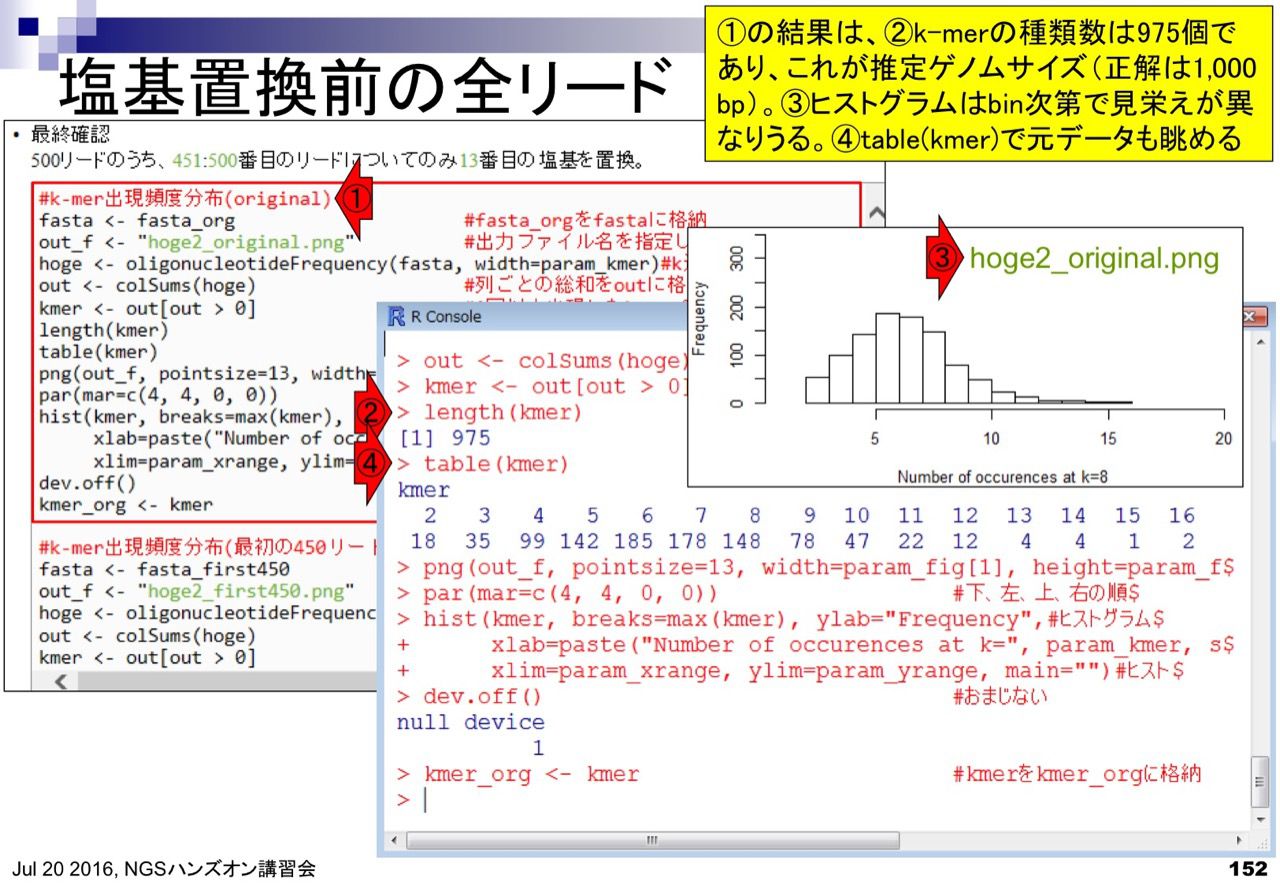 塩基置換前の全リード
①の結果は、②k-merの種類数は975個で
あり、これが推定ゲノムサイズ（正解は1,000
bp）。③ヒストグラムはbin次第で見栄えが異
なりうる。④table(kmer)で元データも眺める
• 最終確認
500リードのうち、451:500番目のリードについてのみ13番目の塩基を置換。
#k-mer出現頻度分布(original)
①
fasta <- fasta_org #fasta_orgをfastaに格納
out_f <- "hoge2_original.png" #出力ファイル名を指定し
hoge <- oligonucleotideFrequency(fasta, width=param_kmer)#k
out <- colSums(hoge) #列ごとの総和をoutに格
kmer <- out[out > 0]
length(kmer)
table(kmer)
png(out_f, pointsize=13, width=
par(mar=c(4, 4, 0, 0))
hist(kmer, breaks=max(kmer),
xlab=paste("Number of occ
xlim=param_xrange, ylim=
dev.off()
kmer_org <- kmer
#k-mer出現頻度分布(最初の450リード
fasta <- fasta_first450
out_f <- "hoge2_first450.png"
hoge <- oligonucleotideFrequenc
out <- colSums(hoge)
kmer <- out[out > 0]
③
hoge2_original.png
Frequency
300
200
100
0
5 10 15 20
Number of occurences at k=8
R Console
> out <- colSums(hoge)
> kmer <- out[out > 0]
②
> length(kmer)
[1] 975
④
> table(kmer)
kmer
2 3 4 5 6 7 8 9 10 11 12 13 14 15 16
18 35 99 142 185 178 148 78 47 22 12 4 4 1 2
> png(out_f, pointsize=13, width=param_fig[1], height=param_f$
> par(mar=c(4, 4, 0, 0)) #下、左、上、右の順$
> hist(kmer, breaks=max(kmer), ylab="Frequency",#ヒストグラム$
+ xlab=paste("Number of occurences at k=", param_kmer, s$
+ xlim=param_xrange, ylim=param_yrange, main="")#ヒスト$
> dev.off() #おまじない
null device
1
> kmer_org <- kmer #kmerをkmer_orgに格納
>
Jul 20 2016, NGSハンズオン講習会
152